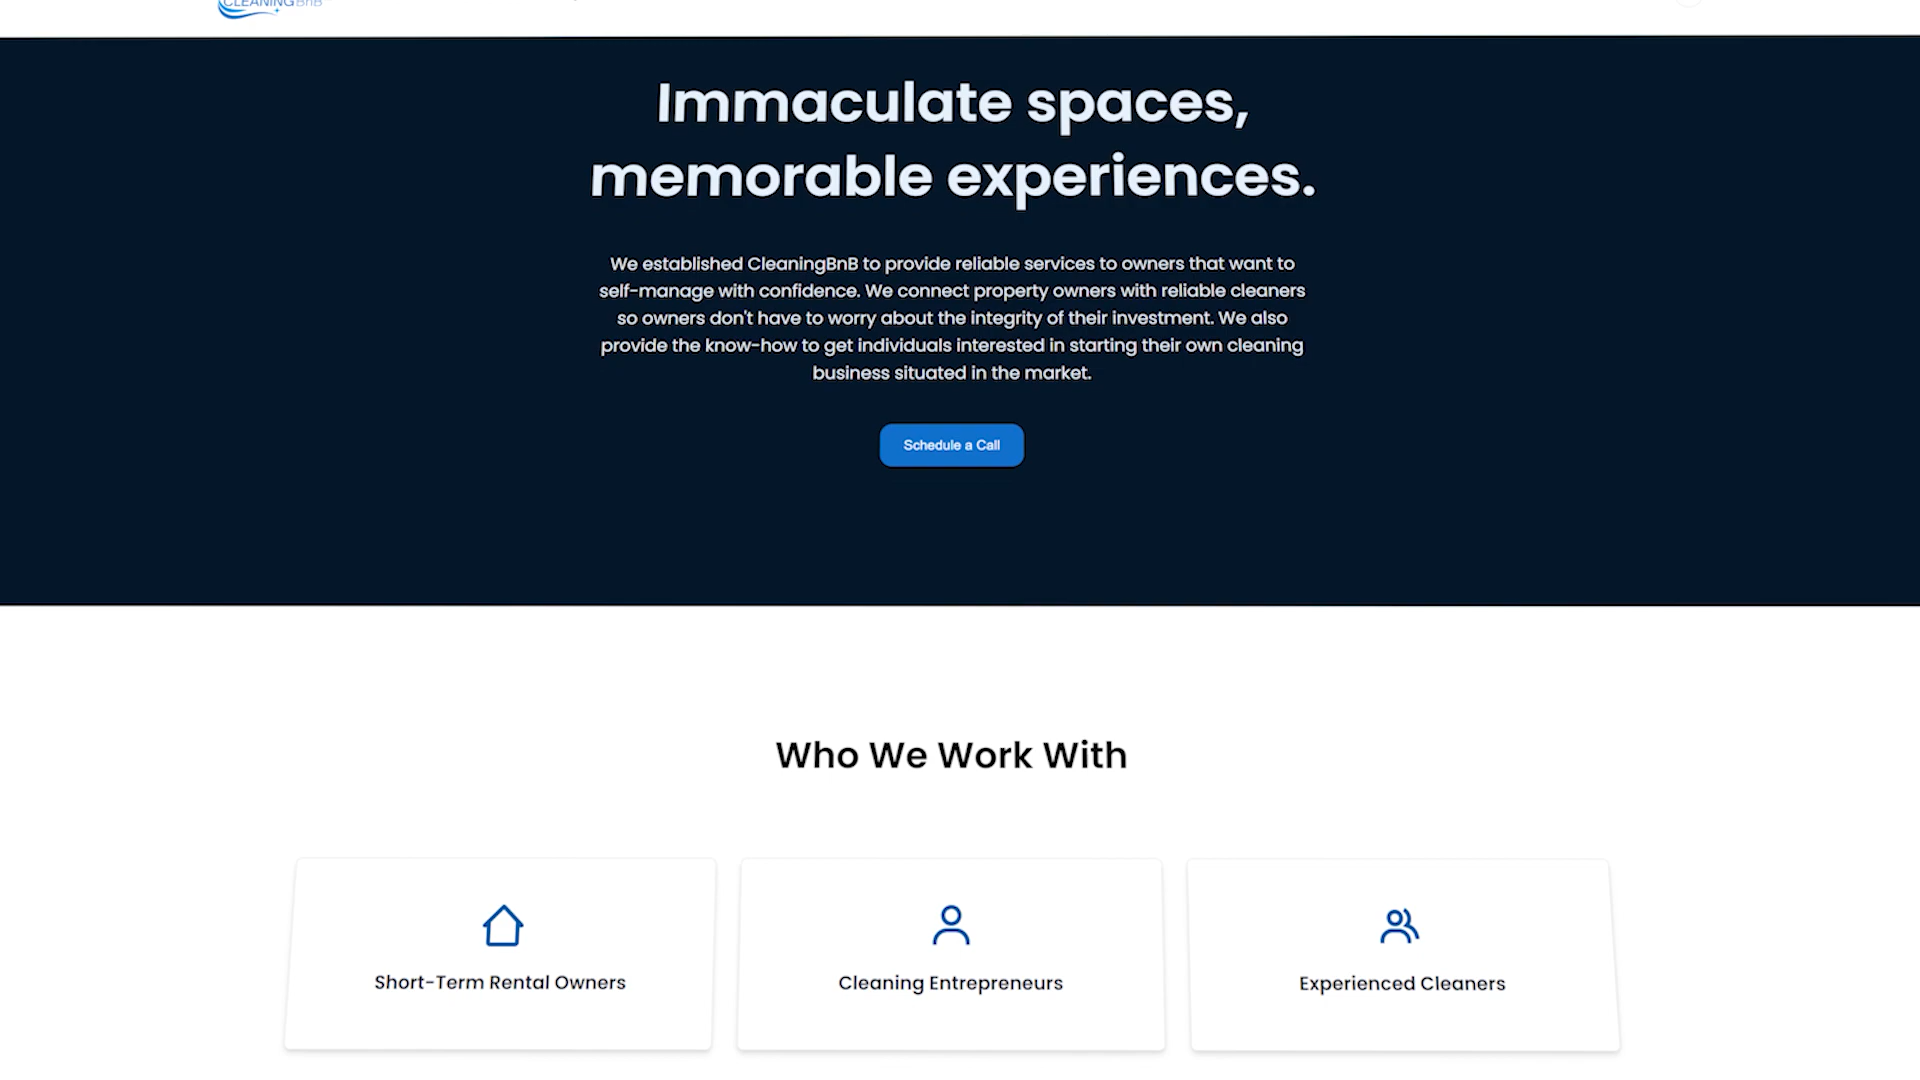 CLEANINGBnB
Immaculate spaces,
memorable experiences.
We established CleaningBnB to provide reliable services to owners that want to
self-manage with confidence. We connect property owners with reliable cleaners
so owners don't have to worry about the integrity of their investment. We also
provide the know-how to get individuals interested in starting their own cleaning
business situated in the market.
Schedule a Call
Who We Work With
Short-Term Rental Owners
Cleaning Entrepreneurs
Experienced Cleaners